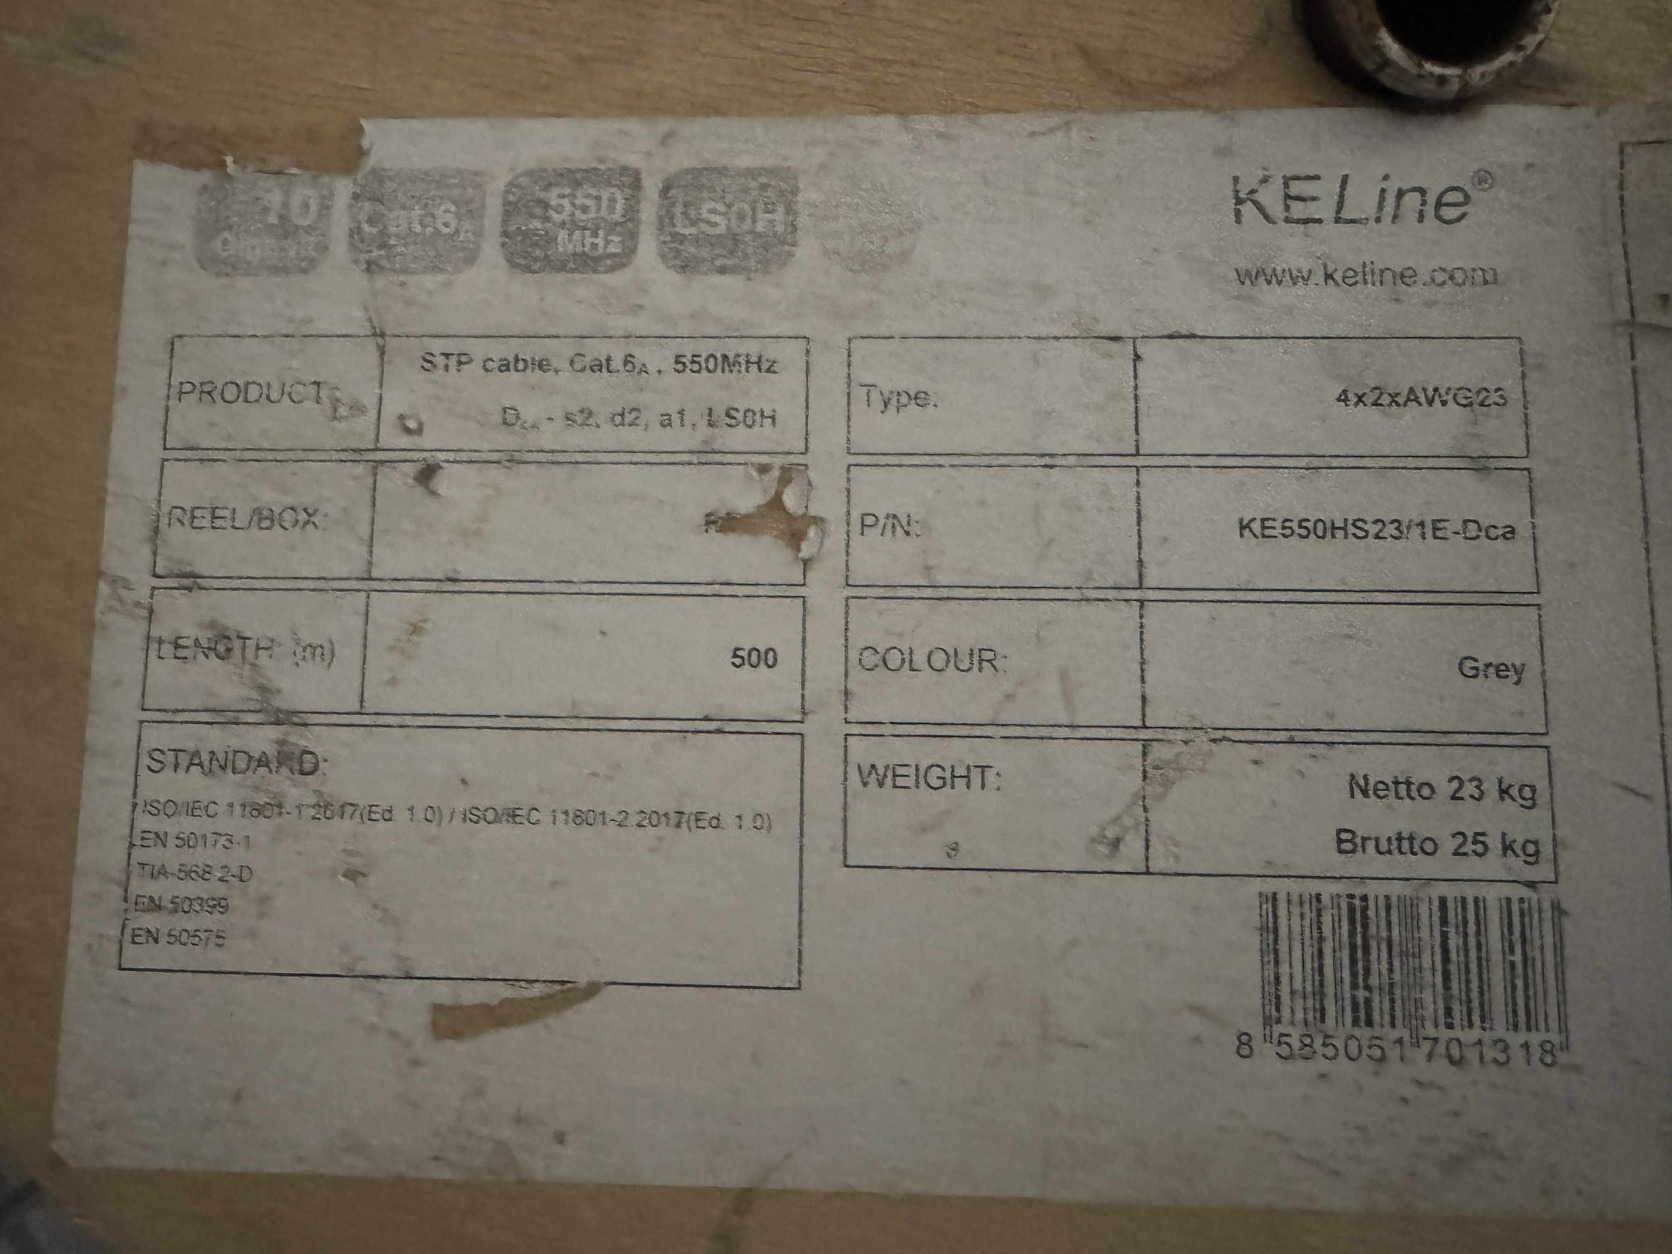 10
Gigabit
Cat.6A
550
MHz
LS0H
KELine®
www.keline.com
PRODUCT:
STP cable, Cat.6A , 550MHz
Dca - s2, d2, a1, LS0H
Type:
4x2xAWG23
REEL/BOX:
P/N:
KE550HS23/1E-Dca
LENGTH (m)
500
COLOUR:
Grey
STANDARD:
ISO/IEC 11801-1 2017(Ed. 1.0) / ISO/IEC 11801-2 2017(Ed. 1.0)
EN 50173-1
TIA-568.2-D
EN 50399
EN 50575
WEIGHT:
Netto 23 kg
Brutto 25 kg
8 585051 701318